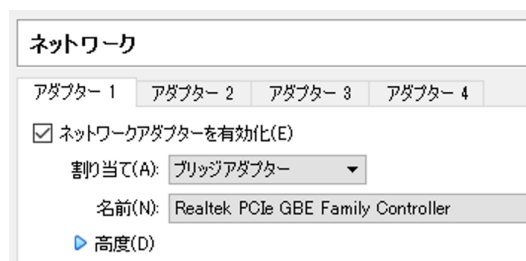 ネットワーク
アダプター 1 アダプター 2 アダプター 3 アダプター 4
ネットワークアダプターを有効化(E)
割り当て(A): ブリッジアダプター
名前(N): Realtek PCIe GBE Family Controller
高度(D)